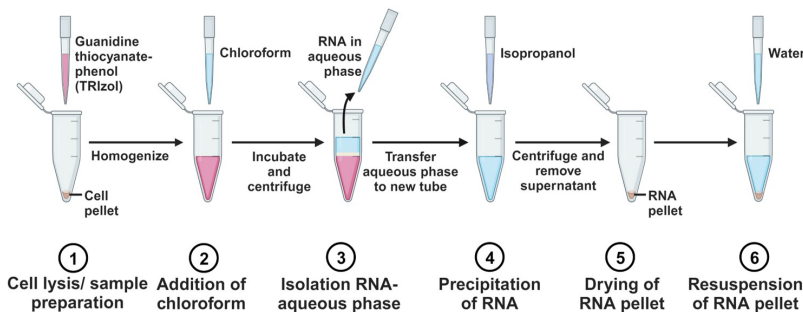 Guanidine
thiocyanate-
phenol
(TRIzol)
Chloroform
RNA in
aqueous
phase
Isopropanol
Water
Homogenize
Incubate
and
centrifuge
Transfer
aqueous phase
to new tube
Centrifuge and
remove
supernatant
Cell
pellet
RNA
pellet
1
Cell lysis/ sample
preparation
2
Addition of
chloroform
3
Isolation RNA-
aqueous phase
4
Precipitation
of RNA
5
Drying of
RNA pellet
6
Resuspension
of RNA pellet